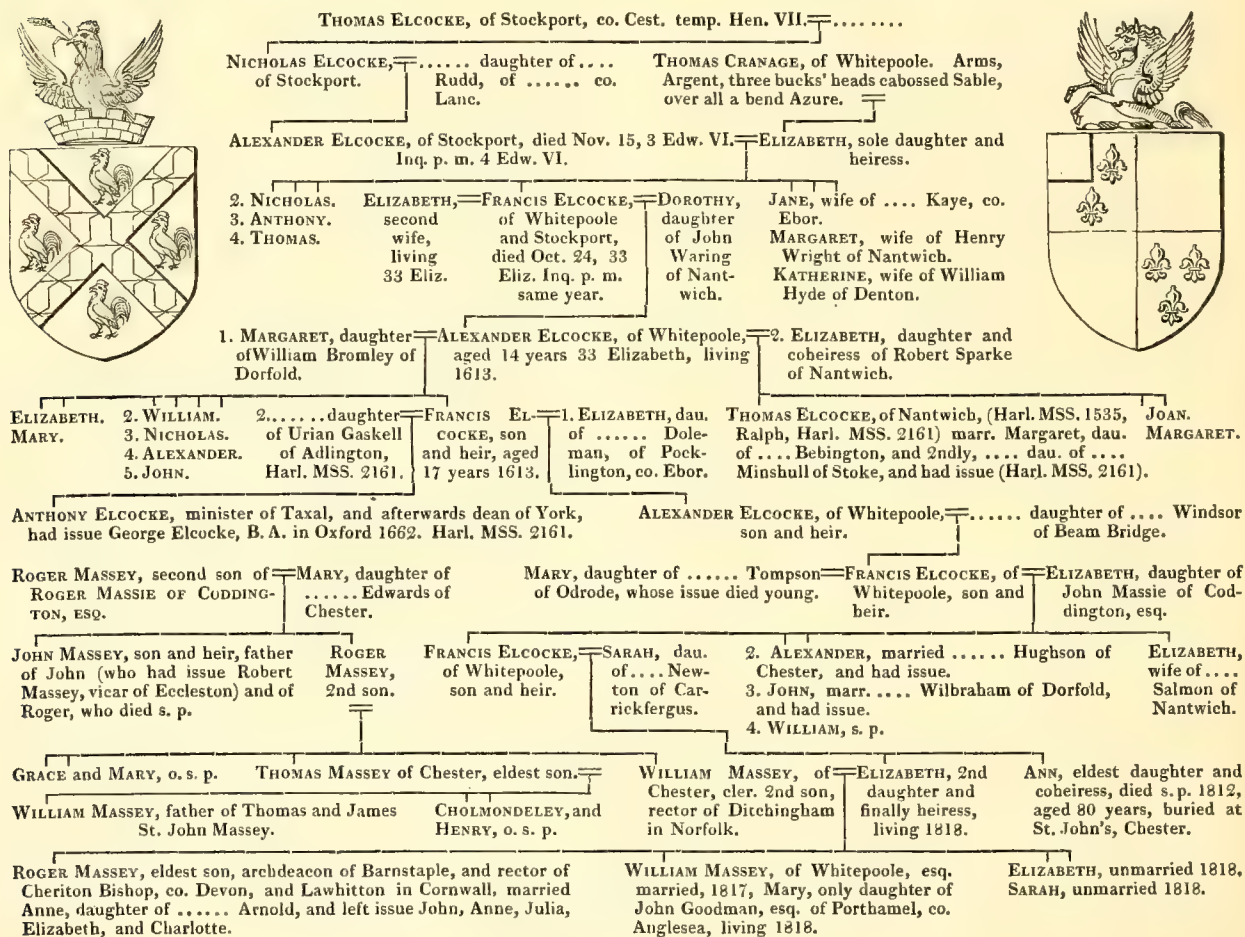 THOMAS ELCOCKE, of Stockport, co. Cest. temp. Hen. VII.=........
NICHOLAS ELCOCKE,=...... daughter of ....
of Stockport.
Rudd, of ...... co.
Lanc.
THOMAS CRANAGE, of Whitepoole. Arms,
Argent, three bucks' heads cabossed Sable,
over all a bend Azure. =
ALEXANDER ELCOCKE, of Stockport, died Nov. 15, 3 Edw. VI.=ELIZABETH, sole daughter and
Inq. p. m. 4 Edw. VI.
heiress.
2. NICHOLAS.
3. ANTHONY.
4. THOMAS.
ELIZABETH,=
second
wife,
living
33 Eliz.
FRANCIS ELCOCKE,=
of Whitepoole
and Stockport,
died Oct. 24, 33
Eliz. Inq. p. m.
same year.
DOROTHY,
daughter
of John
Waring
of Nant-
wich.
JANE, wife of .... Kaye, co.
Ebor.
MARGARET, wife of Henry
Wright of Nantwich.
KATHERINE, wife of William
Hyde of Denton.
1. MARGARET, daughter=
of William Bromley of
Dorfold.
ALEXANDER ELCOCKE, of Whitepoole,=
aged 14 years 33 Elizabeth, living
1613.
2. ELIZABETH, daughter and
coheiress of Robert Sparke
of Nantwich.
ELIZABETH.
MARY.
2. WILLIAM.
3. NICHOLAS.
4. ALEXANDER.
5. JOHN.
2....... daughter=
of Urian Gaskell
of Adlington,
Harl. MSS. 2161.
FRANCIS EL-=
COCKE, son
and heir, aged
17 years 1613.
1. ELIZABETH, dau.
of ...... Dole-
man, of Pock-
lington, co. Ebor.
THOMAS ELCOCKE, of Nantwich, (Harl. MSS. 1535,
Ralph, Harl. MSS. 2161) marr. Margaret, dau.
of .... Bebington, and 2ndly, .... dau. of ....
Minshull of Stoke, and had issue (Harl. MSS. 2161).
JOAN.
MARGARET.
ANTHONY ELCOCKE, minister of Taxal, and afterwards dean of York,
had issue George Elcocke, B. A. in Oxford 1662. Harl. MSS. 2161.
ALEXANDER ELCOCKE, of Whitepoole,=...... daughter of .... Windsor
son and heir.
of Beam Bridge.
ROGER MASSEY, second son of=
ROGER MASSIE OF CODDING-
TON, ESQ.
MARY, daughter of
...... Edwards of
Chester.
MARY, daughter of ...... Tompson=
of Odrode, whose issue died young.
FRANCIS ELCOCKE, of=
Whitepoole, son and
heir.
ELIZABETH, daughter of
John Massie of Cod-
dington, esq.
JOHN MASSEY, son and heir, father
of John (who had issue Robert
Massey, vicar of Eccleston) and of
Roger, who died s. p.
ROGER
MASSEY,
2nd son.
=
FRANCIS ELCOCKE,=
of Whitepoole,
son and heir.
SARAH, dau.
of .... New-
ton of Car-
rickfergus.
2. ALEXANDER, married ...... Hughson of
Chester, and had issue.
3. JOHN, marr. .... Wilbraham of Dorfold,
and had issue.
4. WILLIAM, s. p.
ELIZABETH,
wife of ....
Salmon of
Nantwich.
GRACE and MARY, o. s. p.
THOMAS MASSEY of Chester, eldest son.=
WILLIAM MASSEY, of=
Chester, cler. 2nd son,
rector of Ditchingham
in Norfolk.
ELIZABETH, 2nd
daughter and
finally heiress,
living 1818.
ANN, eldest daughter and
coheiress, died s. p. 1812,
aged 80 years, buried at
St. John's, Chester.
WILLIAM MASSEY, father of Thomas and James
St. John Massey.
CHOLMONDELEY, and
HENRY, o. s. p.
ROGER MASSEY, eldest son, archdeacon of Barnstaple, and rector of
Cheriton Bishop, co. Devon, and Lawhitton in Cornwall, married
Anne, daughter of ...... Arnold, and left issue John, Anne, Julia,
Elizabeth, and Charlotte.
WILLIAM MASSEY, of Whitepoole, esq.
married, 1817, Mary, only daughter of
John Goodman, esq. of Porthamel, co.
Anglesea, living 1818.
ELIZABETH, unmarried 1818.
SARAH, unmarried 1818.